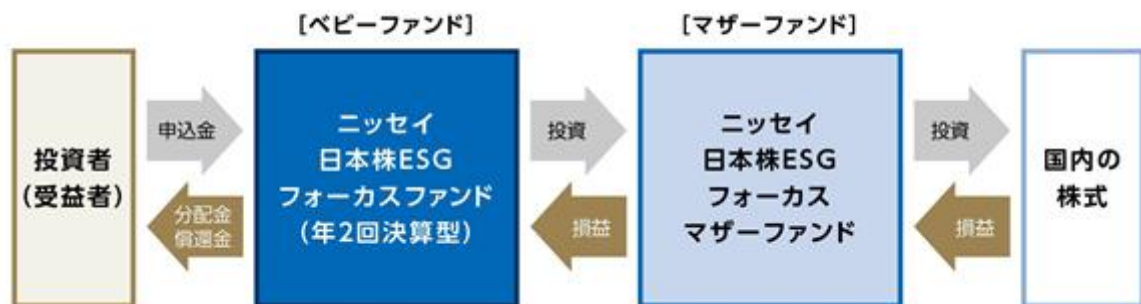 [ベビーファンド]
[マザーファンド]
投資者
(受益者)
申込金
分配金
償還金
ニッセイ
日本株ESG
フォーカスファンド
(年2回決算型)
投資
損益
ニッセイ
日本株ESG
フォーカス
マザーファンド
投資
損益
国内の
株式